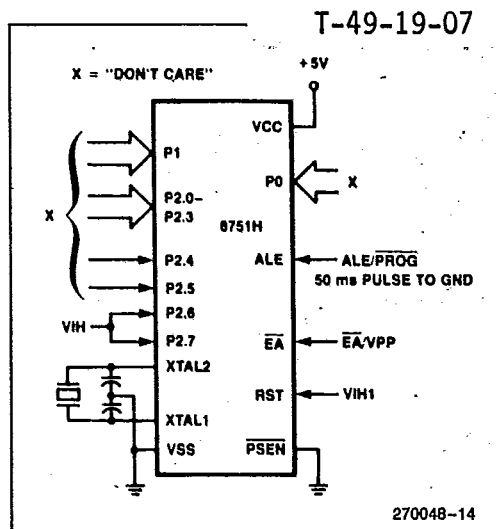 T-49-19-07
X = "DON'T CARE"
+5V
VCC
P1
P0
X
P2.0-
P2.3
X
8751H
P2.4
ALE
ALE/PROG
50 ms PULSE TO GND
P2.5
P2.6
VIH
P2.7
EA
EA/VPP
XTAL2
RST
VIH1
XTAL1
VSS
PSEN
270048-14